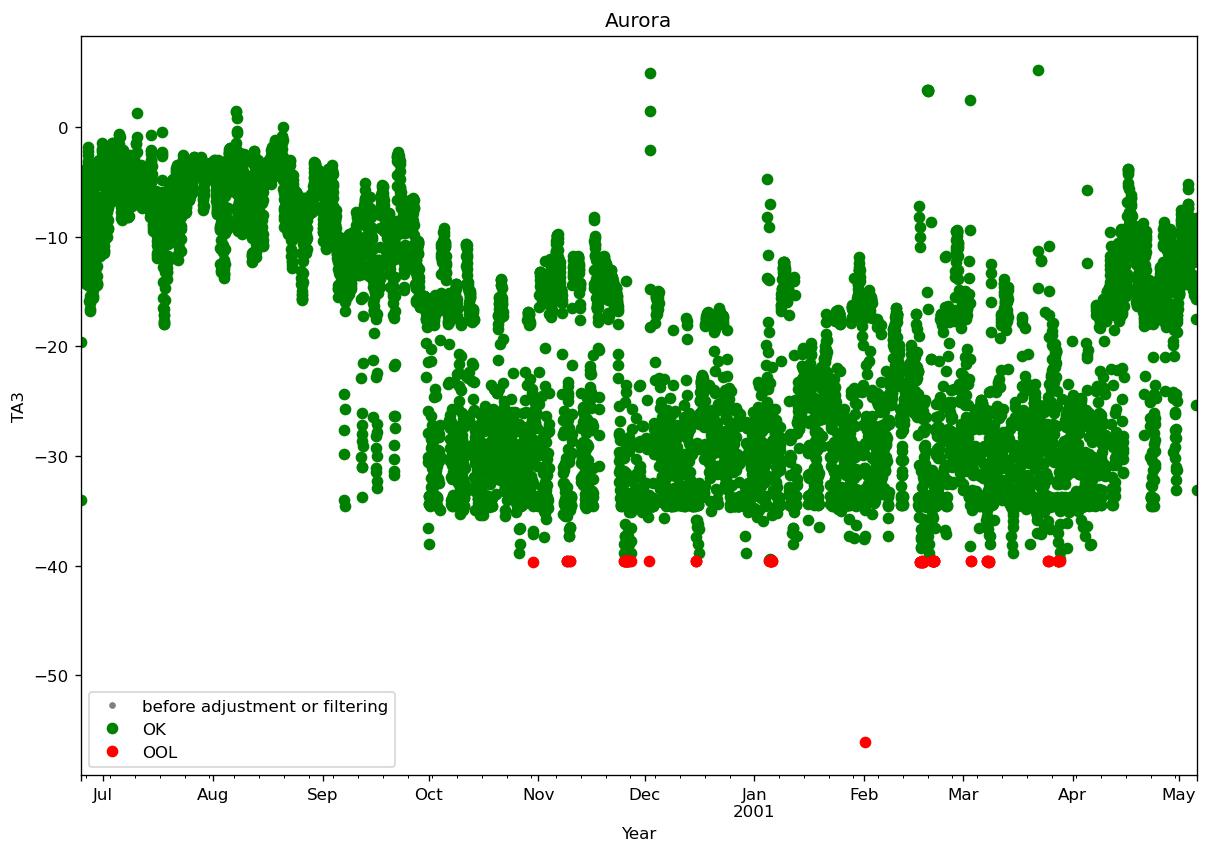 Aurora
TA3
0
−10
−20
−30
−40
−50
before adjustment or filtering
OK
OOL
Jul Aug Sep Oct Nov Dec Jan Feb Mar Apr May
2001
Year